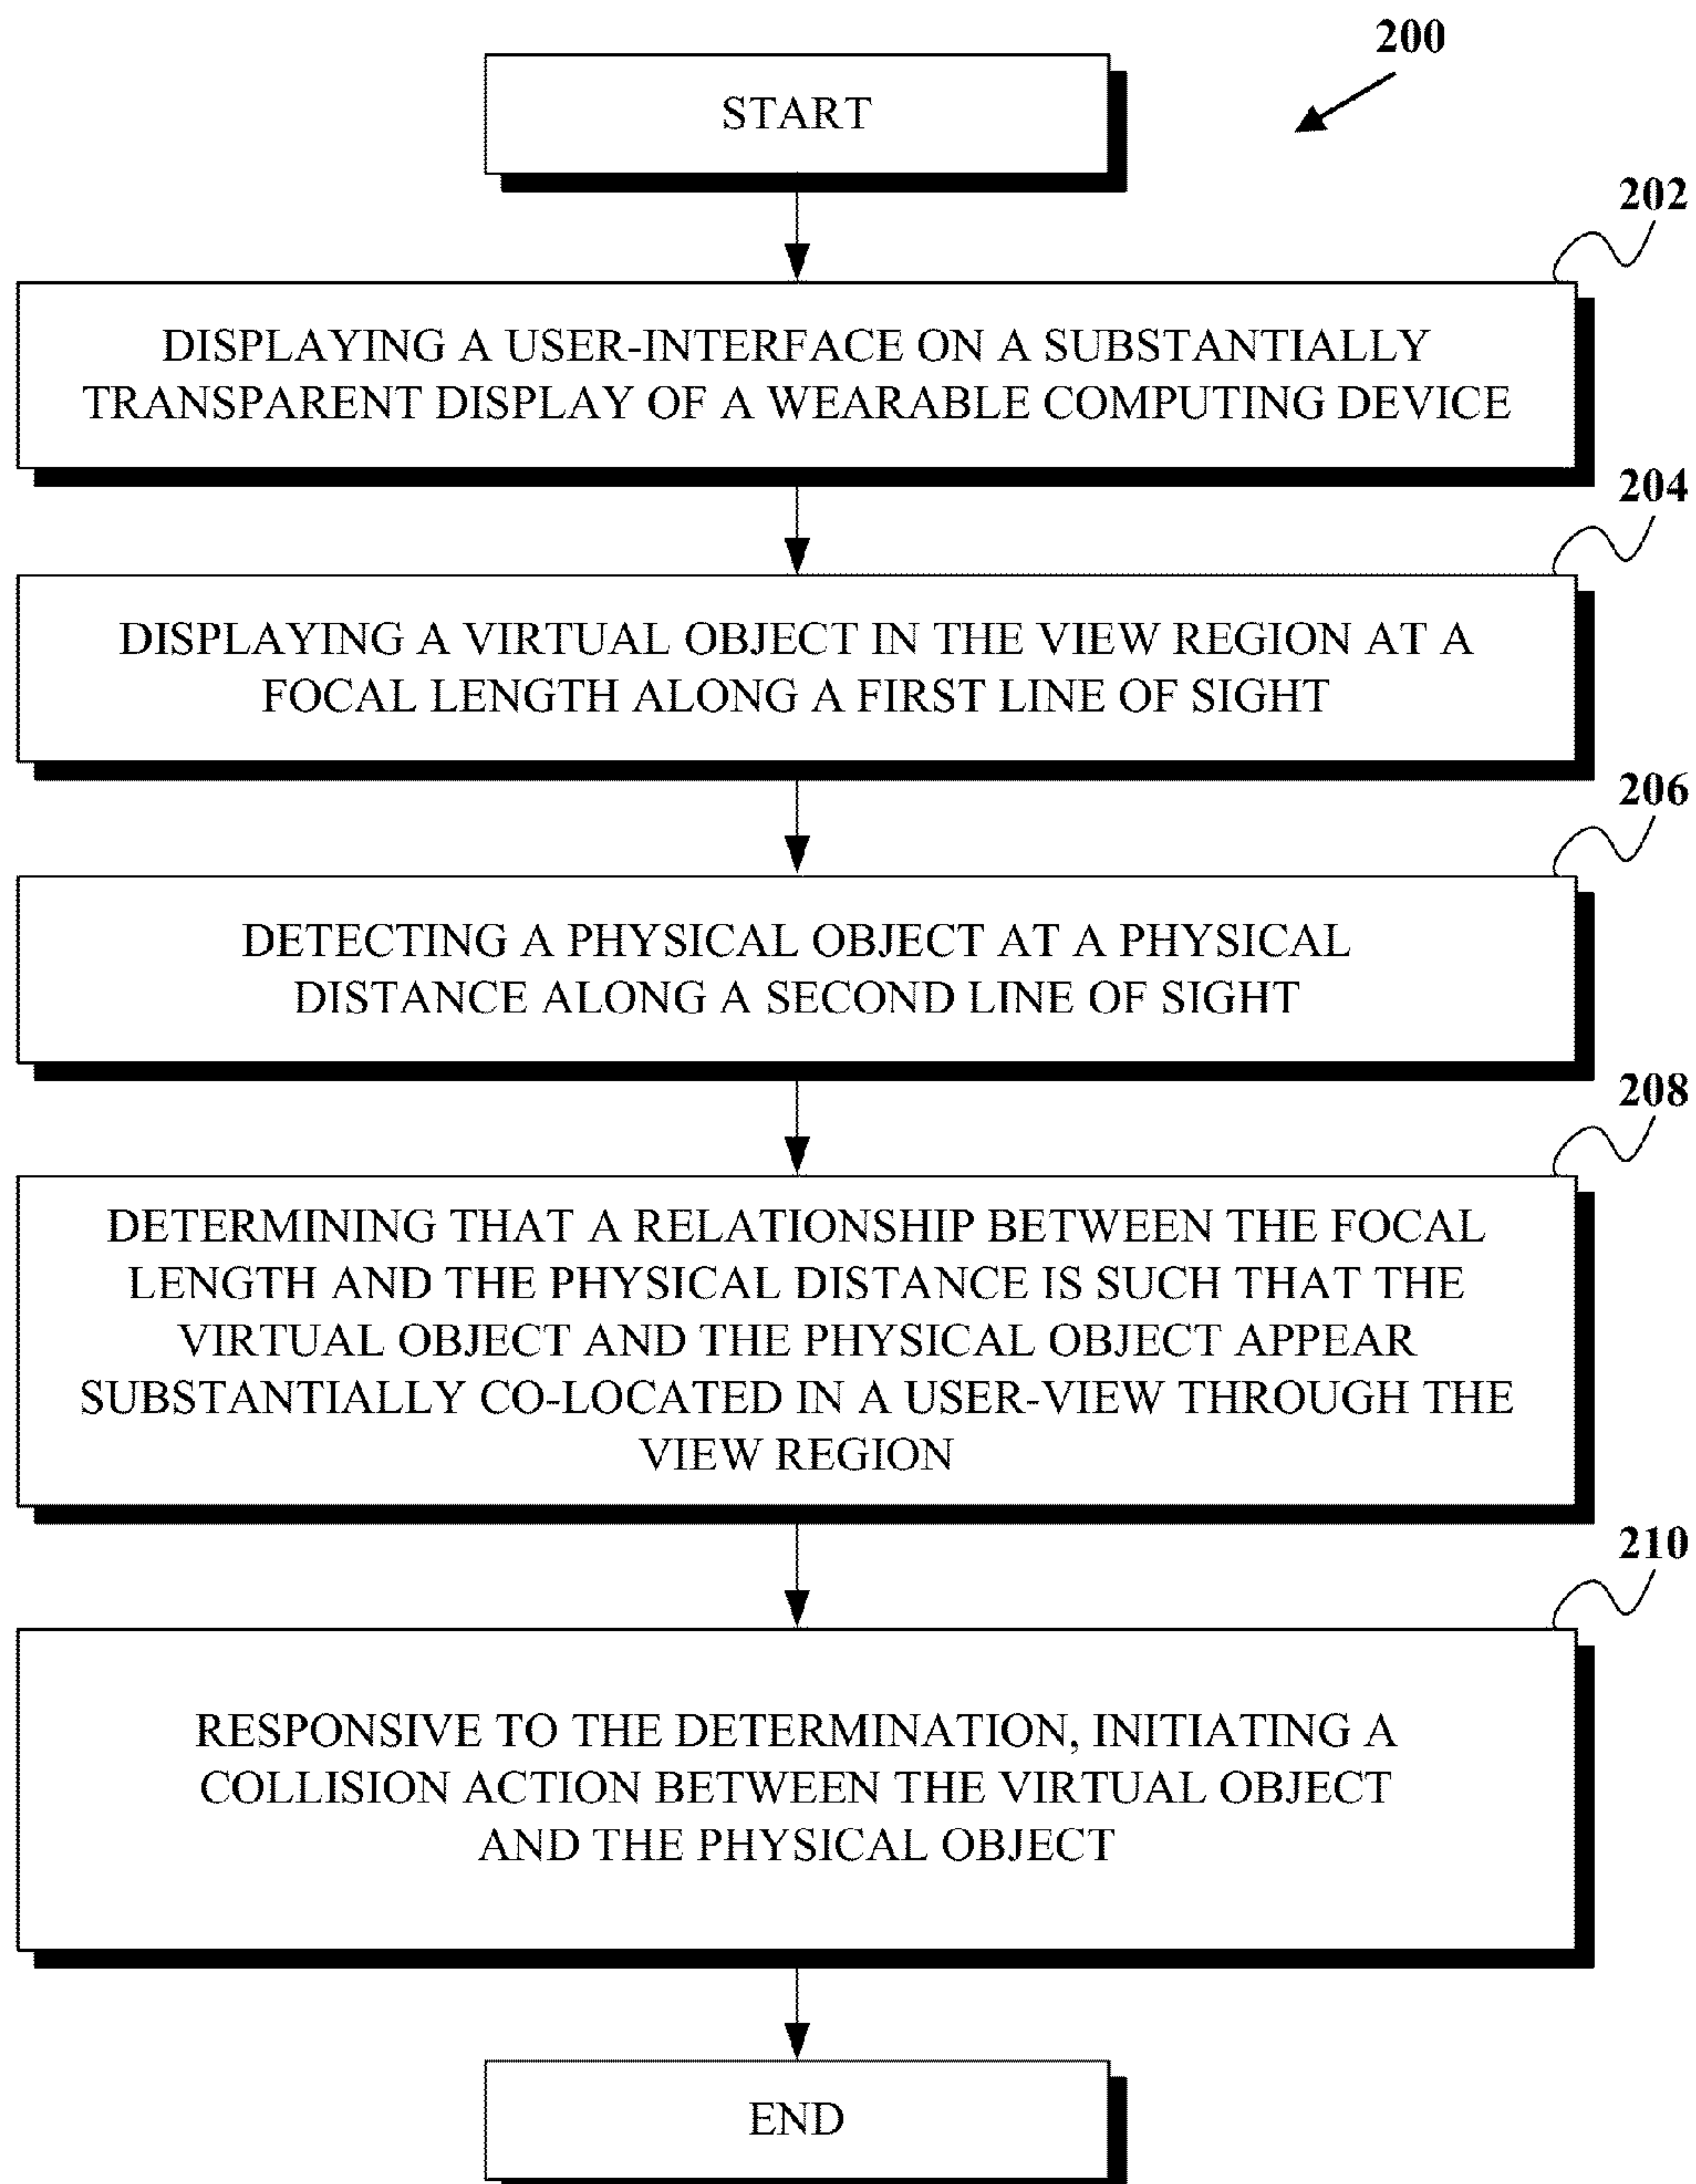 200
START
202
DISPLAYING A USER-INTERFACE ON A SUBSTANTIALLY
TRANSPARENT DISPLAY OF A WEARABLE COMPUTING DEVICE
204
DISPLAYING A VIRTUAL OBJECT IN THE VIEW REGION AT A
FOCAL LENGTH ALONG A FIRST LINE OF SIGHT
206
DETECTING A PHYSICAL OBJECT AT A PHYSICAL
DISTANCE ALONG A SECOND LINE OF SIGHT
208
DETERMINING THAT A RELATIONSHIP BETWEEN THE FOCAL
LENGTH AND THE PHYSICAL DISTANCE IS SUCH THAT THE
VIRTUAL OBJECT AND THE PHYSICAL OBJECT APPEAR
SUBSTANTIALLY CO-LOCATED IN A USER-VIEW THROUGH THE
VIEW REGION
210
RESPONSIVE TO THE DETERMINATION, INITIATING A
COLLISION ACTION BETWEEN THE VIRTUAL OBJECT
AND THE PHYSICAL OBJECT
END